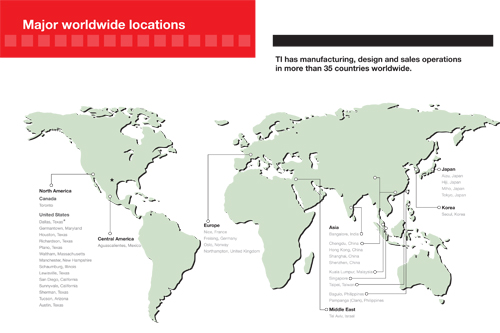 Major worldwide locations
TI has manufacturing, design and sales operations
in more than 35 countries worldwide.
North America
Canada
Toronto
United States
Dallas, Texas*
Germantown, Maryland
Houston, Texas
Richardson, Texas
Plano, Texas
Waltham, Massachusetts
Manchester, New Hampshire
Schaumburg, Illinois
Lewisville, Texas
San Diego, California
Sunnyvale, California
Sherman, Texas
Tucson, Arizona
Austin, Texas
Central America
Aguascalientes, Mexico
Europe
Nice, France
Freising, Germany
Oslo, Norway
Northampton, United Kingdom
Asia
Bangalore, India
Chengdu, China
Hong Kong, China
Shanghai, China
Shenzhen, China
Kuala Lumpur, Malaysia
Singapore
Taipei, Taiwan
Baguio, Philippines
Pampanga (Clark), Philippines
Middle East
Tel Aviv, Israel
Japan
Aizu, Japan
Hiji, Japan
Miho, Japan
Tokyo, Japan
Korea
Seoul, Korea